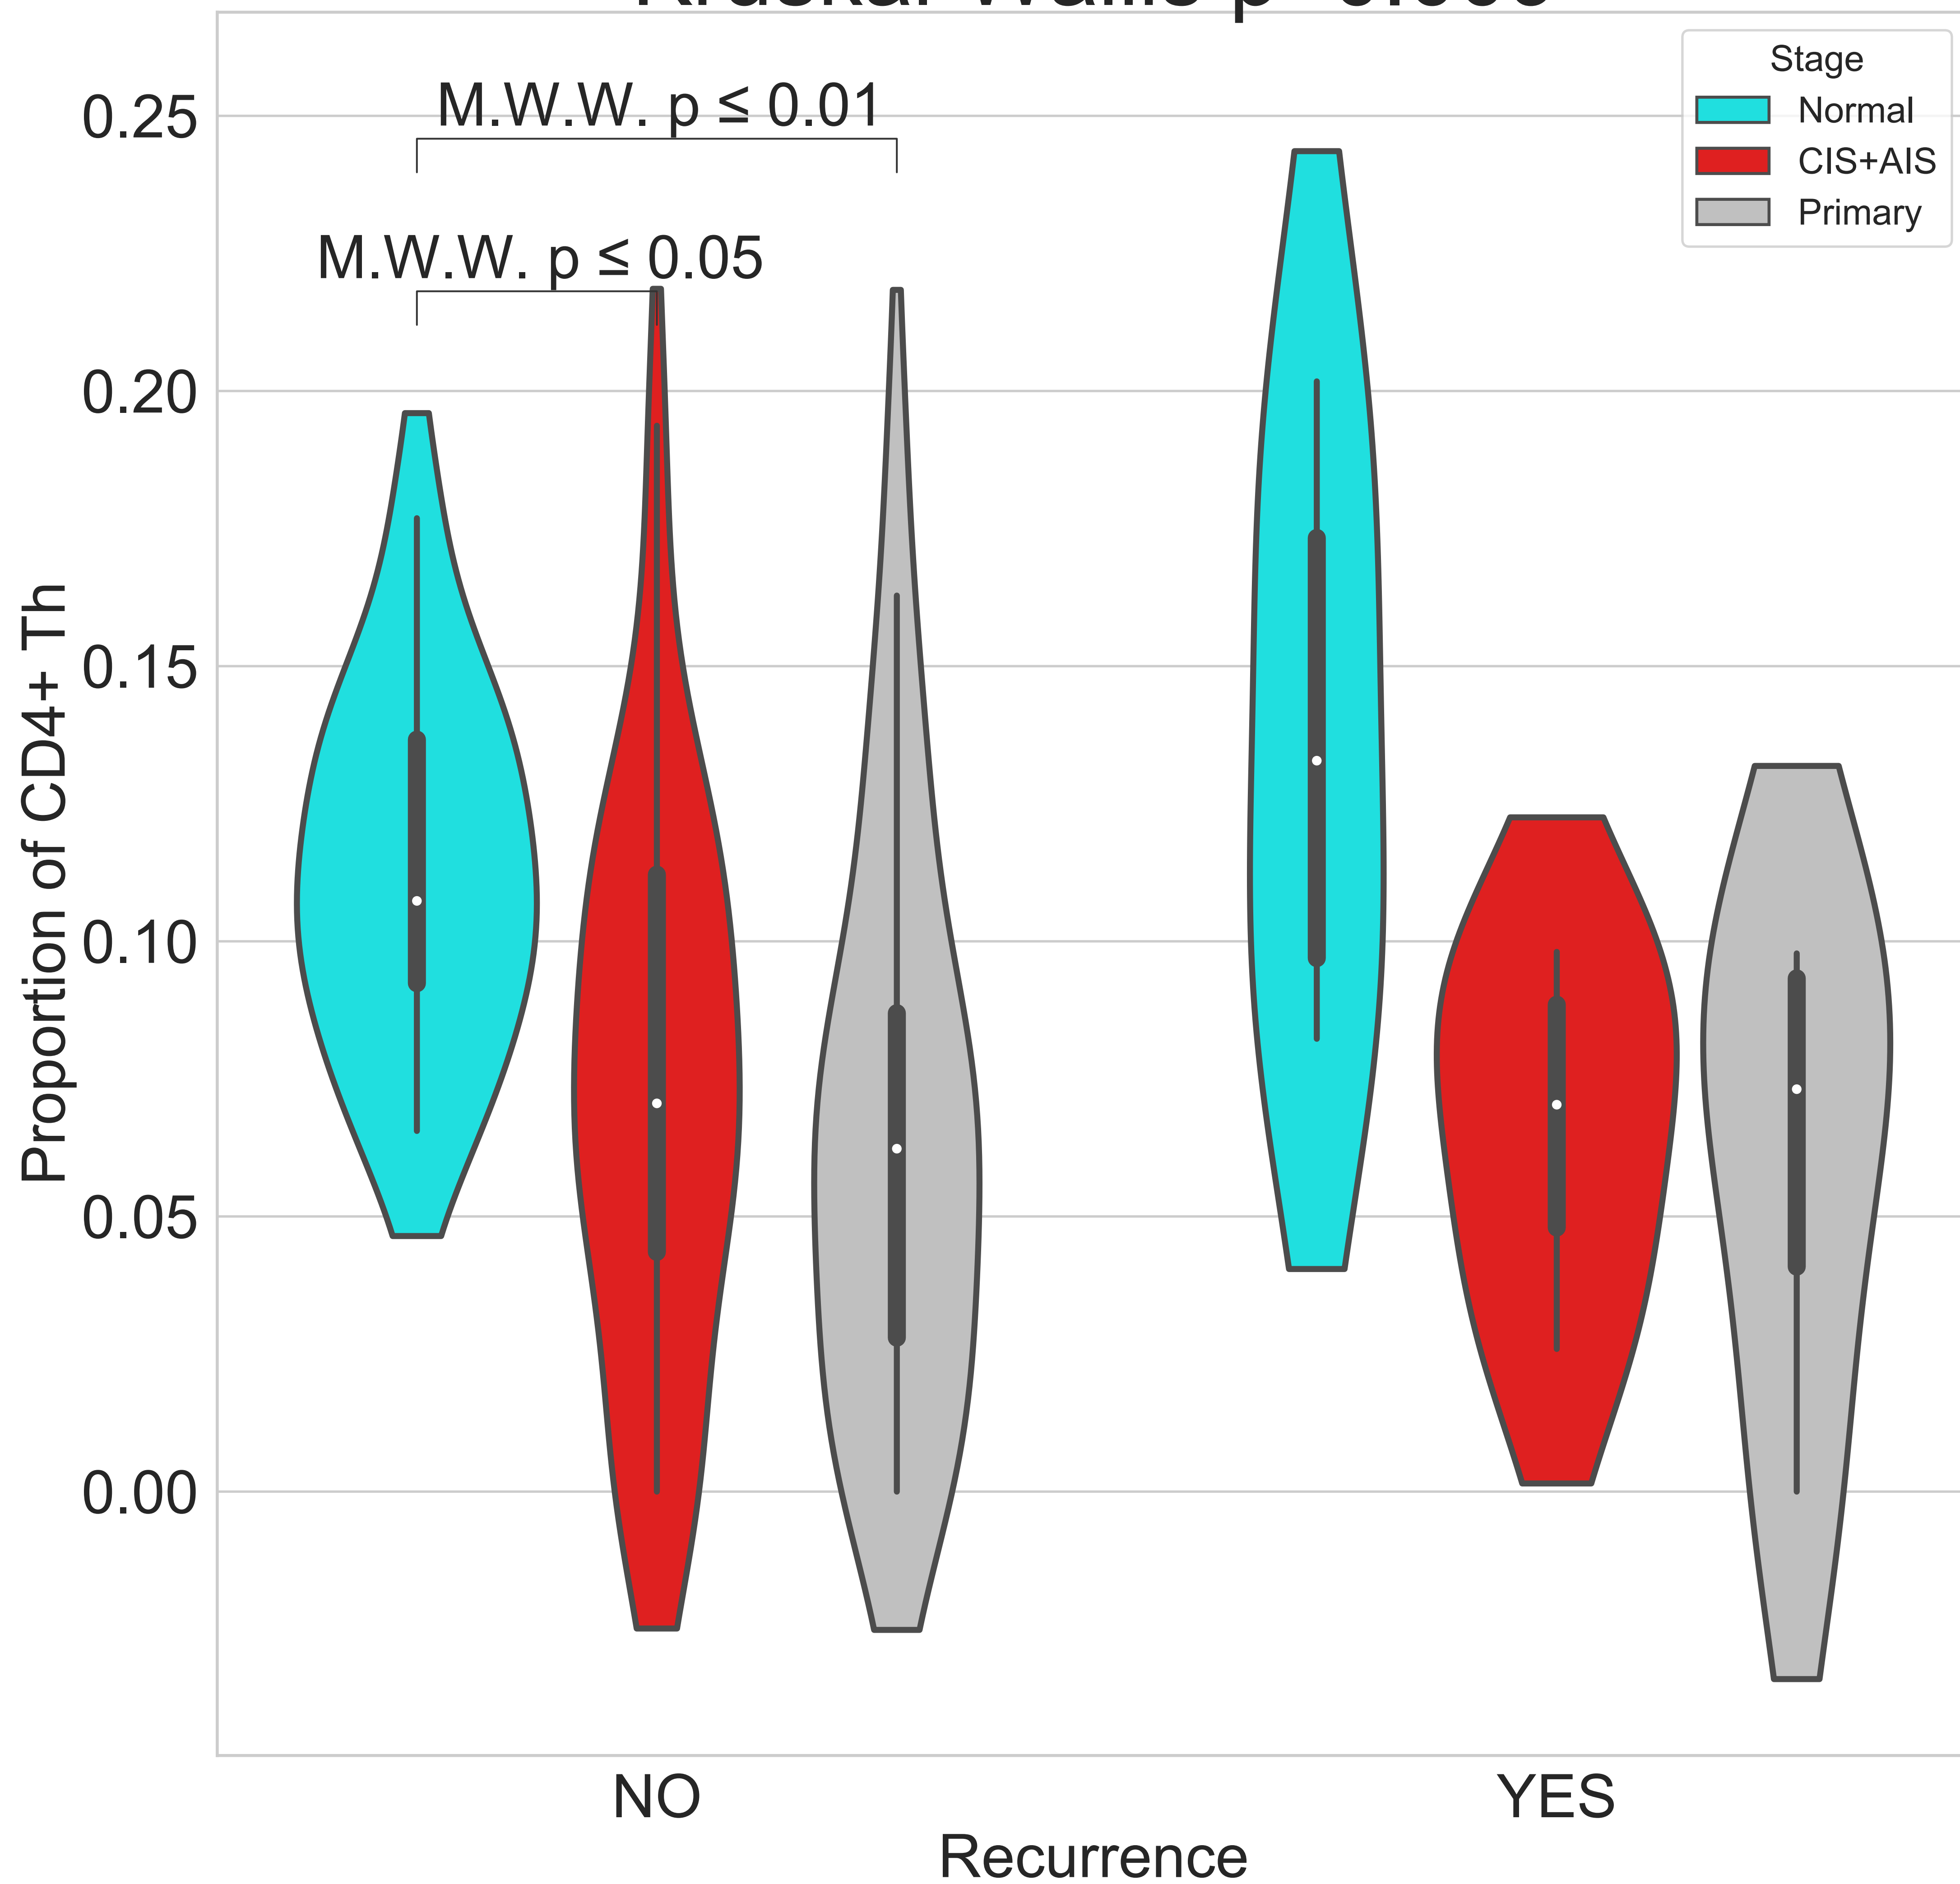 M.W.W. p ≤ 0.01
M.W.W. p ≤ 0.05
Stage
Normal
CIS+AIS
Primary
Proportion of CD4+ Th
0.25
0.20
0.15
0.10
0.05
0.00
NO
YES
Recurrence